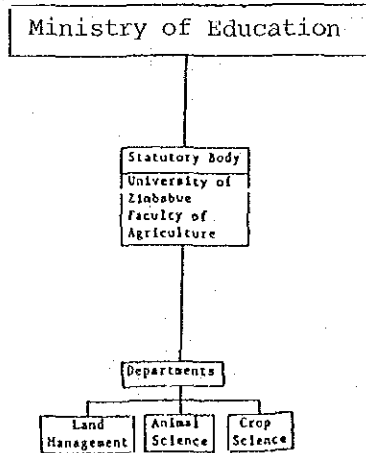 Ministry of Education
Statutory Body
University of
Zimbabwe
Faculty of
Agriculture
Departments
Land
Management
Animal
Science
Crop
Science